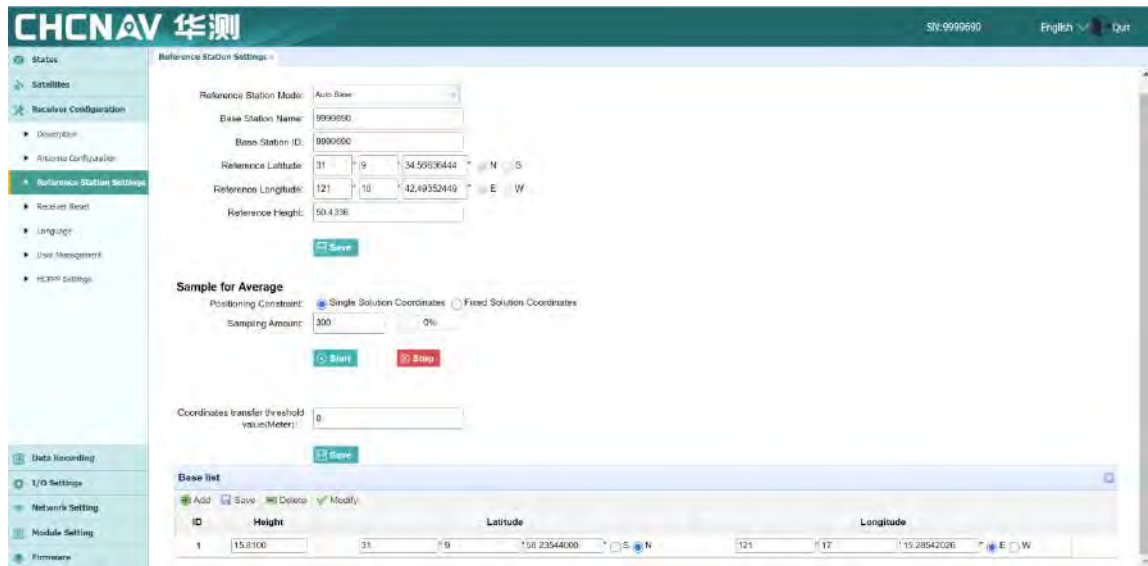 CHCNAV 华测
SN:9999690 English Quit
Status
Satellites
Receiver Configuration
Description
Antenna Configuration
Reference Station Settings
Receiver Reset
Language
User Management
HCPPP Settings
Data Recording
I/O Settings
Network Setting
Module Setting
Firmware
Reference Station Settings ×
Reference Station Mode: Auto Base
Base Station Name: 9999690
Base Station ID: 9999690
Reference Latitude: 31 ° 9 ' 34.56636444 " N S
Reference Longitude: 121 ° 10 ' 42.49352449 " E W
Reference Height: 50.4336
Save
Sample for Average
Positioning Constraint: Single Solution Coordinates Fixed Solution Coordinates
Sampling Amount: 300 0%
Start Stop
Coordinates transfer threshold
value(Meter): 0
Save
Base list
Add Save Delete Modify
ID Height Latitude Longitude
1 15.8100 31 ° 9 ' 58.23544000 " S N 121 ° 17 ' 15.28542026 " E W